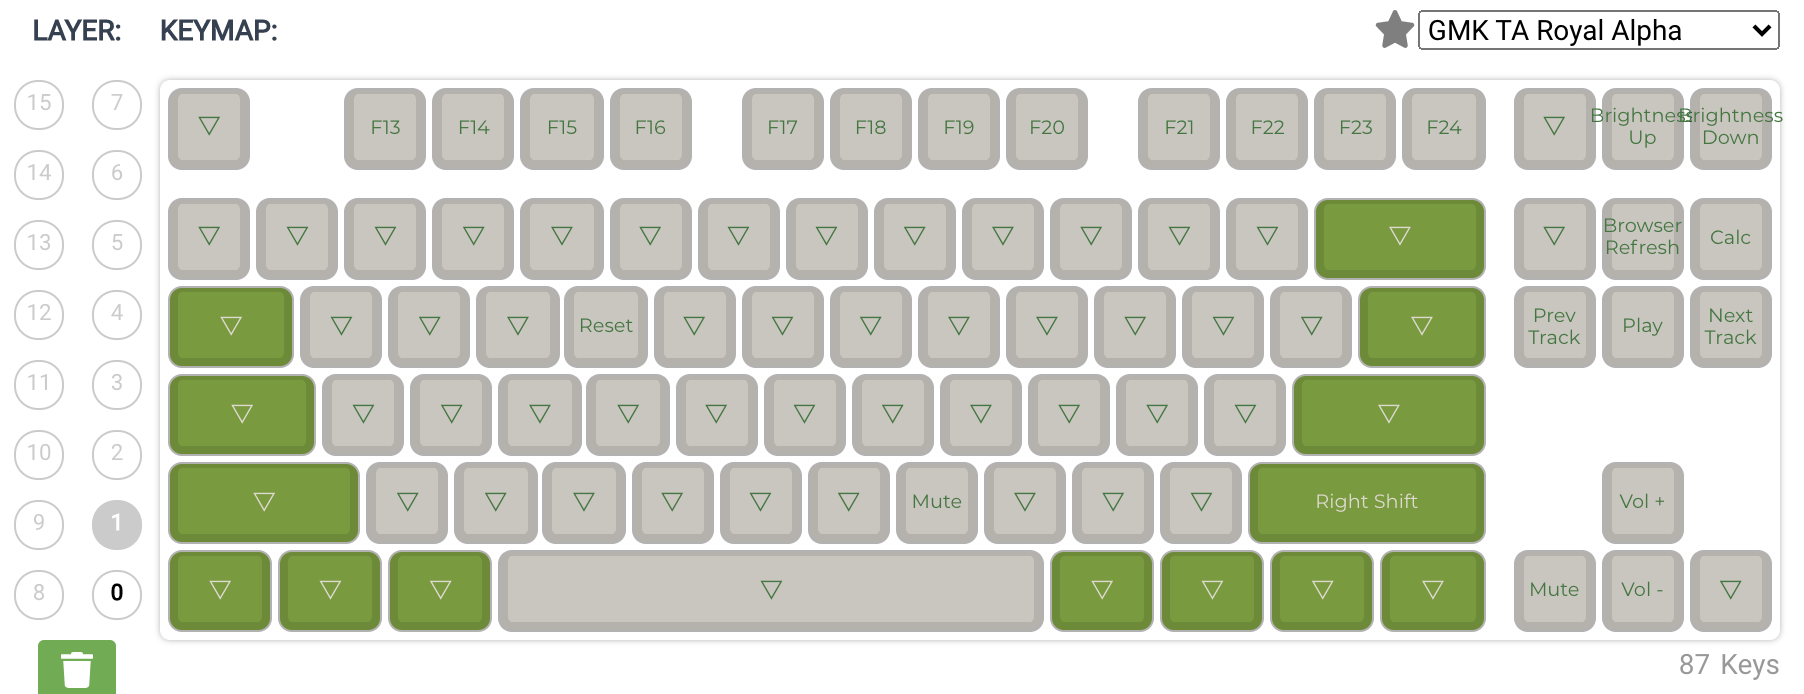 LAYER: KEYMAP: GMK TA Royal Alpha
15 7
F13 F14 F15 F16 F17 F18 F19 F20 F21 F22 F23 F24 Brightness Up Brightness Down
14 6
13 5
Browser Refresh Calc
12 4
Reset Prev Track Play Next Track
11 3
10 2
9 1
Mute Right Shift Vol +
8 0
Mute Vol -
87 Keys